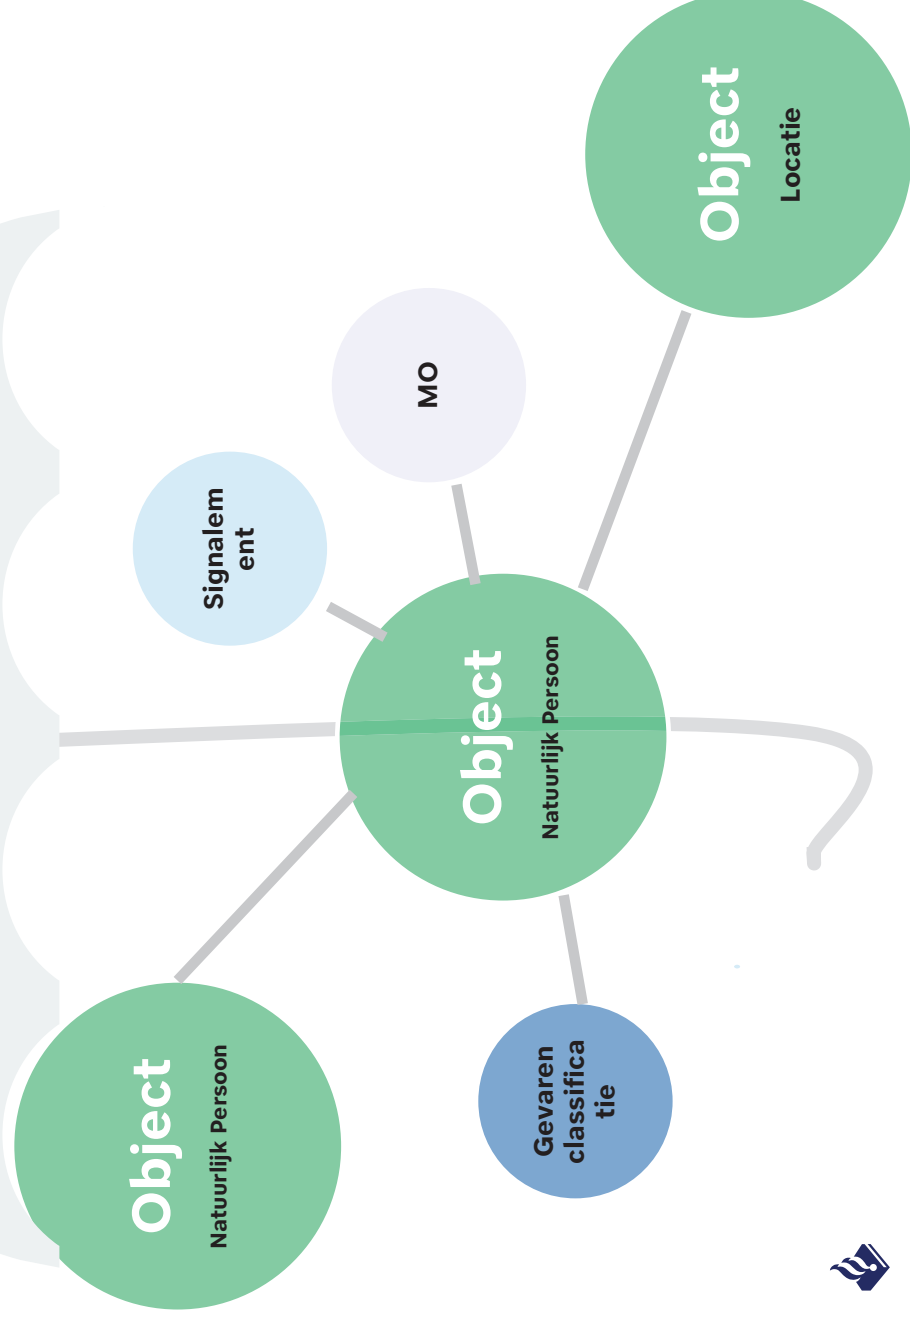 Object
Natuurlijk Persoon
Signalem
ent
MO
Object
Natuurlijk Persoon
Gevaren
classifica
tie
Object
Locatie